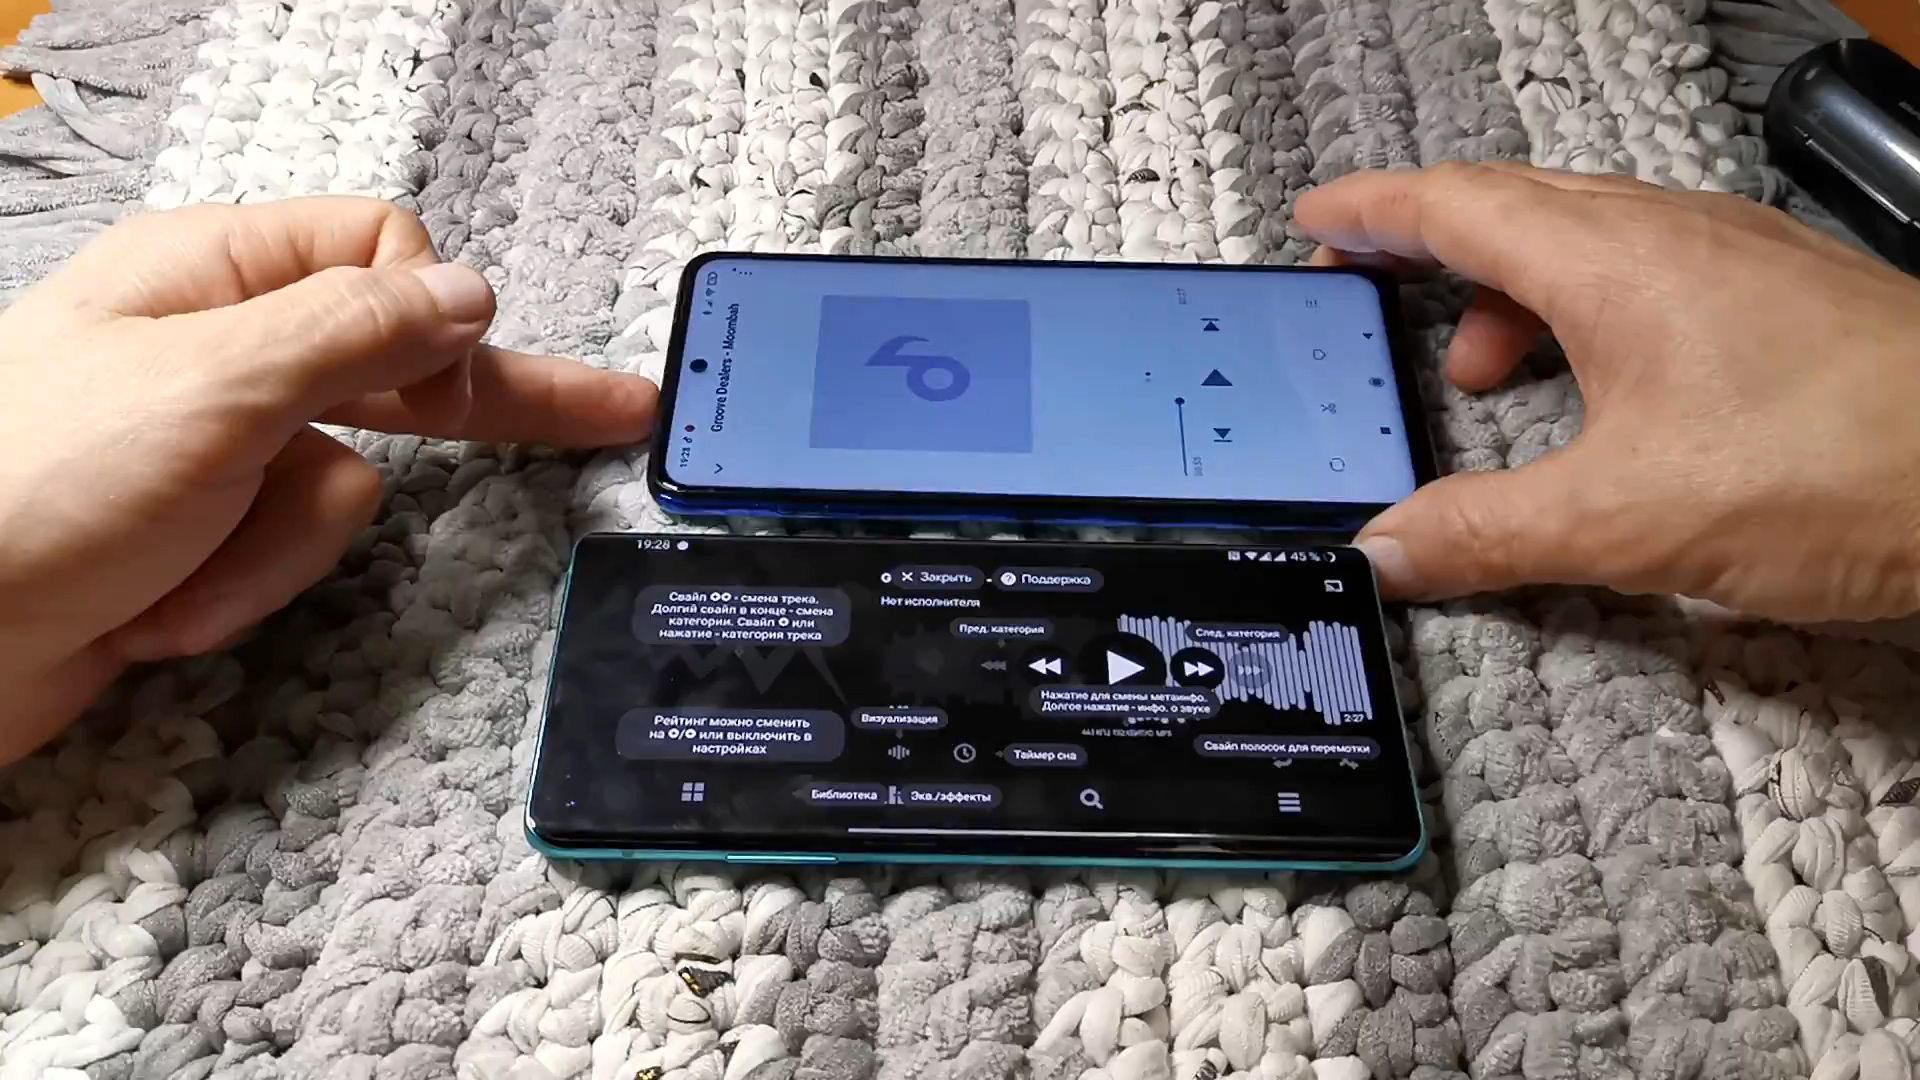 19:28
Groove Dealers - Moombah
19:28
45 %
Закрыть
-
Поддержка
Нет исполнителя
Свайп - смена трека.
Долгий свайп в конце - смена
категории. Свайп или
нажатие - категория трека
Пред. категория
След. категория
Нажатие для смены метаинфо.
Долгое нажатие - инфо. о звуке
2:27
Рейтинг можно сменить
на / или выключить в
настройках
Визуализация
Таймер сна
Свайп полосок для перемотки
Библиотека
Экв./эффекты